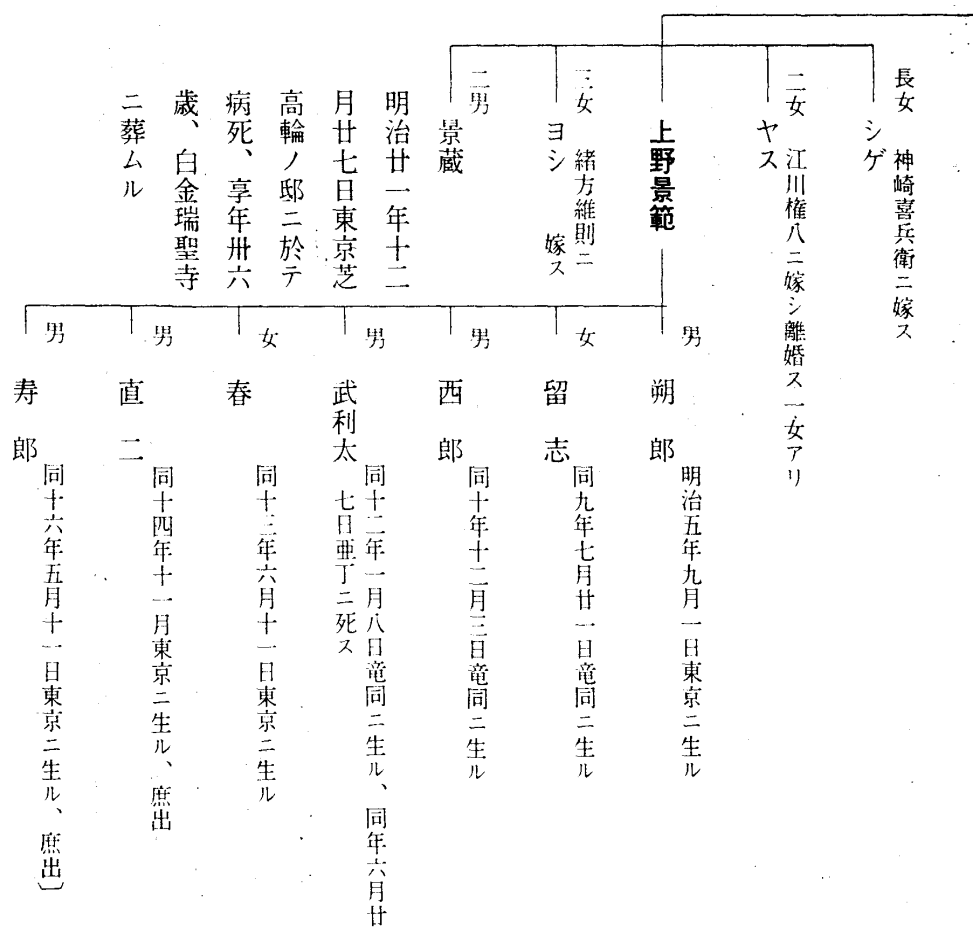 長女 神崎喜兵衛ニ嫁ス
シゲ
二女 江川権八ニ嫁シ離婚ス一女アリ
ヤス
上野景範
三女 緒方維則ニ
嫁ス
ヨシ
二男
景蔵
明治廿一年十二
月廿七日東京芝
高輪ノ邸ニ於テ
病死、享年卅六
歳、白金瑞聖寺
ニ葬ムル
男
朔郎
明治五年九月一日東京ニ生ル
女
留志
同九年七月廿一日竜同ニ生ル
男
西郎
同十年十二月三日竜同ニ生ル
男
武利太
同十二年一月八日竜同ニ生ル、同年六月廿
七日亜丁ニ死ス
女
春
同十三年六月十一日東京ニ生ル
男
直二
同十四年十一月東京ニ生ル、庶出
男
寿郎
同十六年五月十一日東京ニ生ル、庶出〕